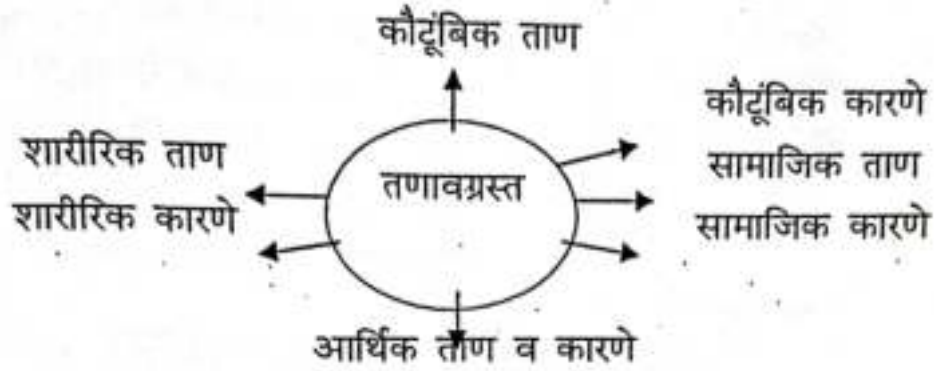 कौटूंबिक ताण
कौटूंबिक कारणे
शारीरिक ताण
सामाजिक ताण
तणावग्रस्त
शारीरिक कारणे
सामाजिक कारणे
आर्थिक ताण व कारणे